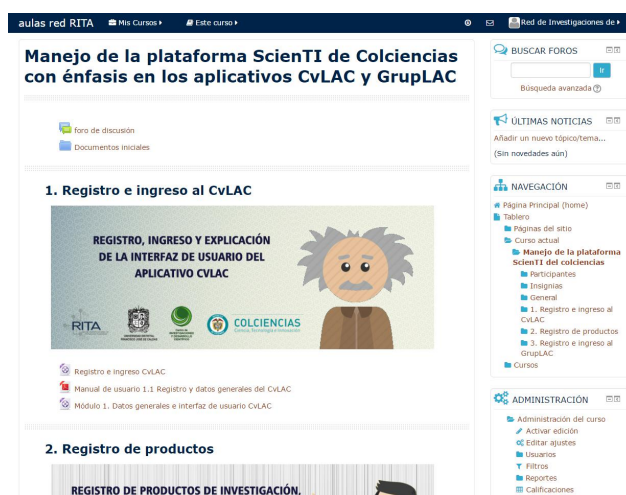 aulas red RITA
Mis Cursos
Este curso
Red de Investigaciones de
Manejo de la plataforma ScienTI de Colciencias
con énfasis en los aplicativos CvLAC y GrupLAC
foro de discusión
Documentos iniciales
1. Registro e ingreso al CvLAC
REGISTRO, INGRESO Y EXPLICACIÓN
DE LA INTERFAZ DE USUARIO DEL
APLICATIVO CVLAC
RITA
COLCIENCIAS
Ciencia, Tecnología e Innovación
Registro e ingreso CvLAC
Manual de usuario 1.1 Registro y datos generales del CvLAC
Módulo 1. Datos generales e interfaz de usuario CvLAC
2. Registro de productos
REGISTRO DE PRODUCTOS DE INVESTIGACIÓN,
BUSCAR FOROS
Ir
Búsqueda avanzada
ÚLTIMAS NOTICIAS
Añadir un nuevo tópico/tema...
(Sin novedades aún)
NAVEGACIÓN
Página Principal (home)
Tablero
Páginas del sitio
Curso actual
Manejo de la plataforma
ScienTI del colciencias
Participantes
Insignias
General
1. Registro e ingreso al
CvLAC
2. Registro de productos
3. Registro e ingreso al
GrupLAC
Cursos
ADMINISTRACIÓN
Administración del curso
Activar edición
Editar ajustes
Usuarios
Filtros
Reportes
Calificaciones